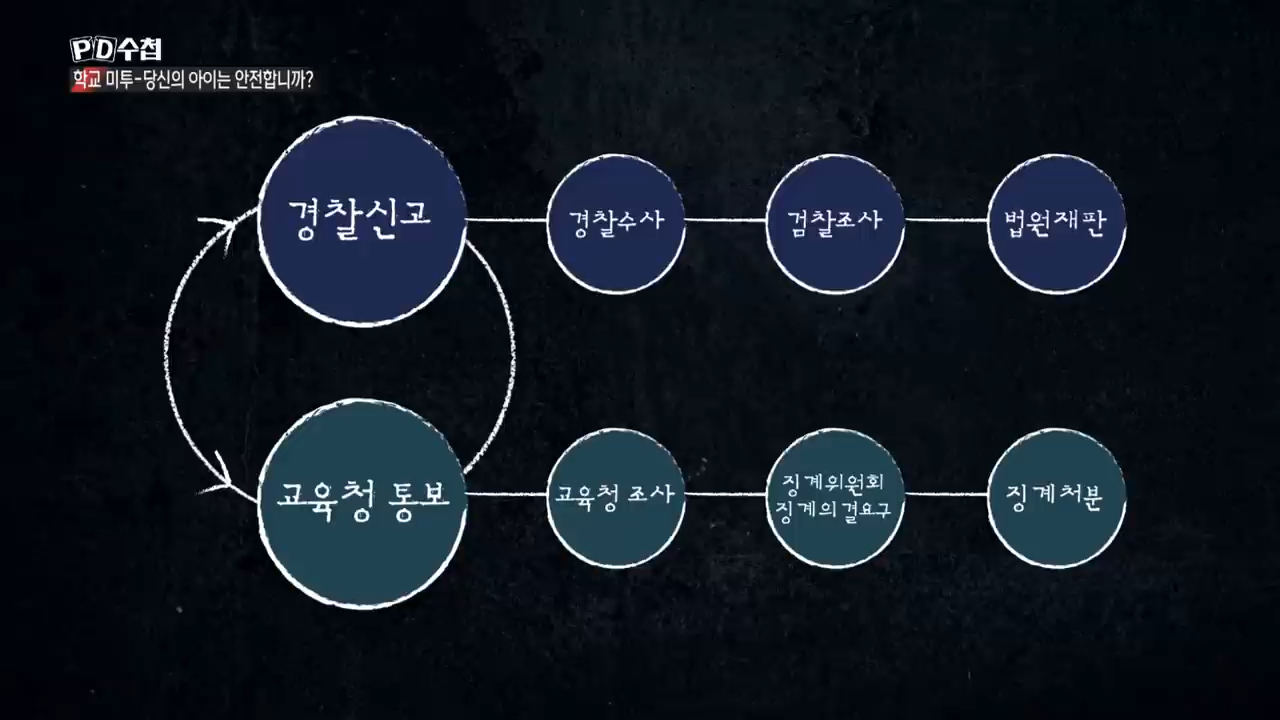 PD수첩
학교 미투-당신의 아이는 안전합니까?
경찰신고
경찰수사
검찰조사
법원재판
교육청 통보
교육청 조사
징계위원회
징계의결요구
징계처분